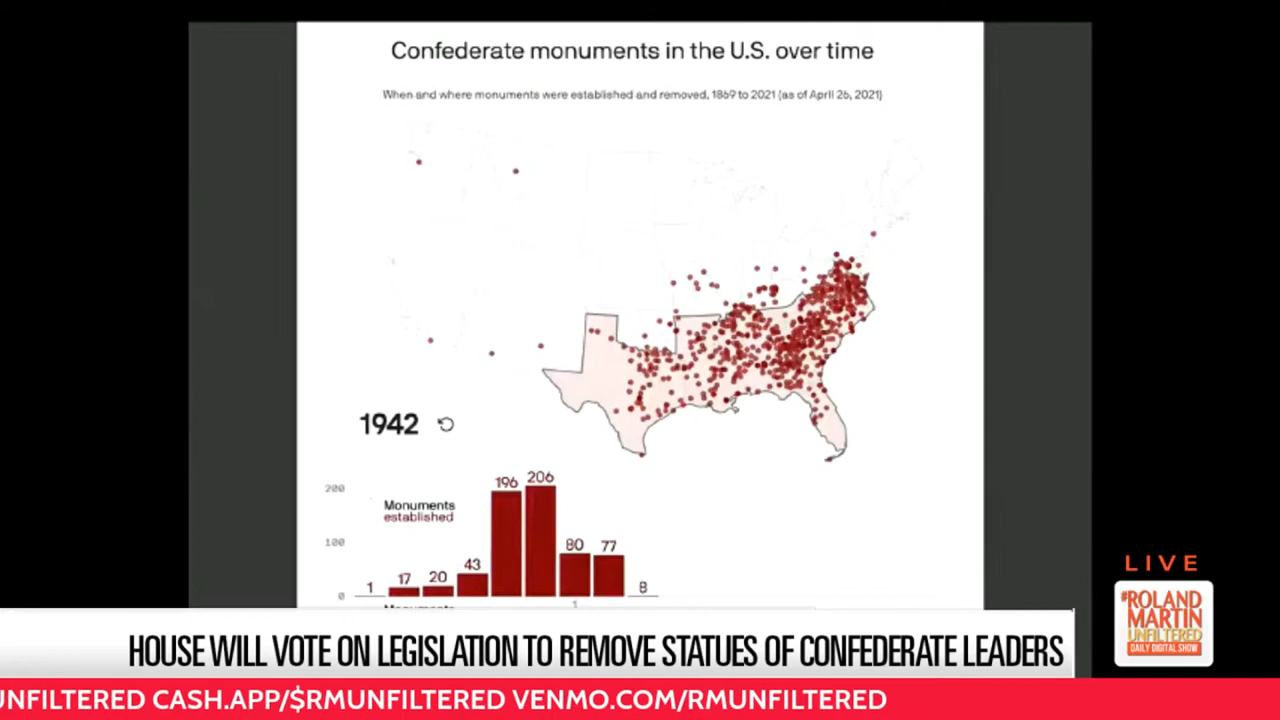 Confederate monuments in the U.S. over time
When and where monuments were established and removed, 1869 to 2021 (as of April 26, 2021)
1942
200
100
0
Monuments
established
1
17
20
43
196
206
80
77
8
1
LIVE
#ROLAND
MARTIN
UNFILTERED
DAILY DIGITAL SHOW
HOUSE WILL VOTE ON LEGISLATION TO REMOVE STATUES OF CONFEDERATE LEADERS
UNFILTERED CASH.APP/$RMUNFILTERED VENMO.COM/RMUNFILTERED